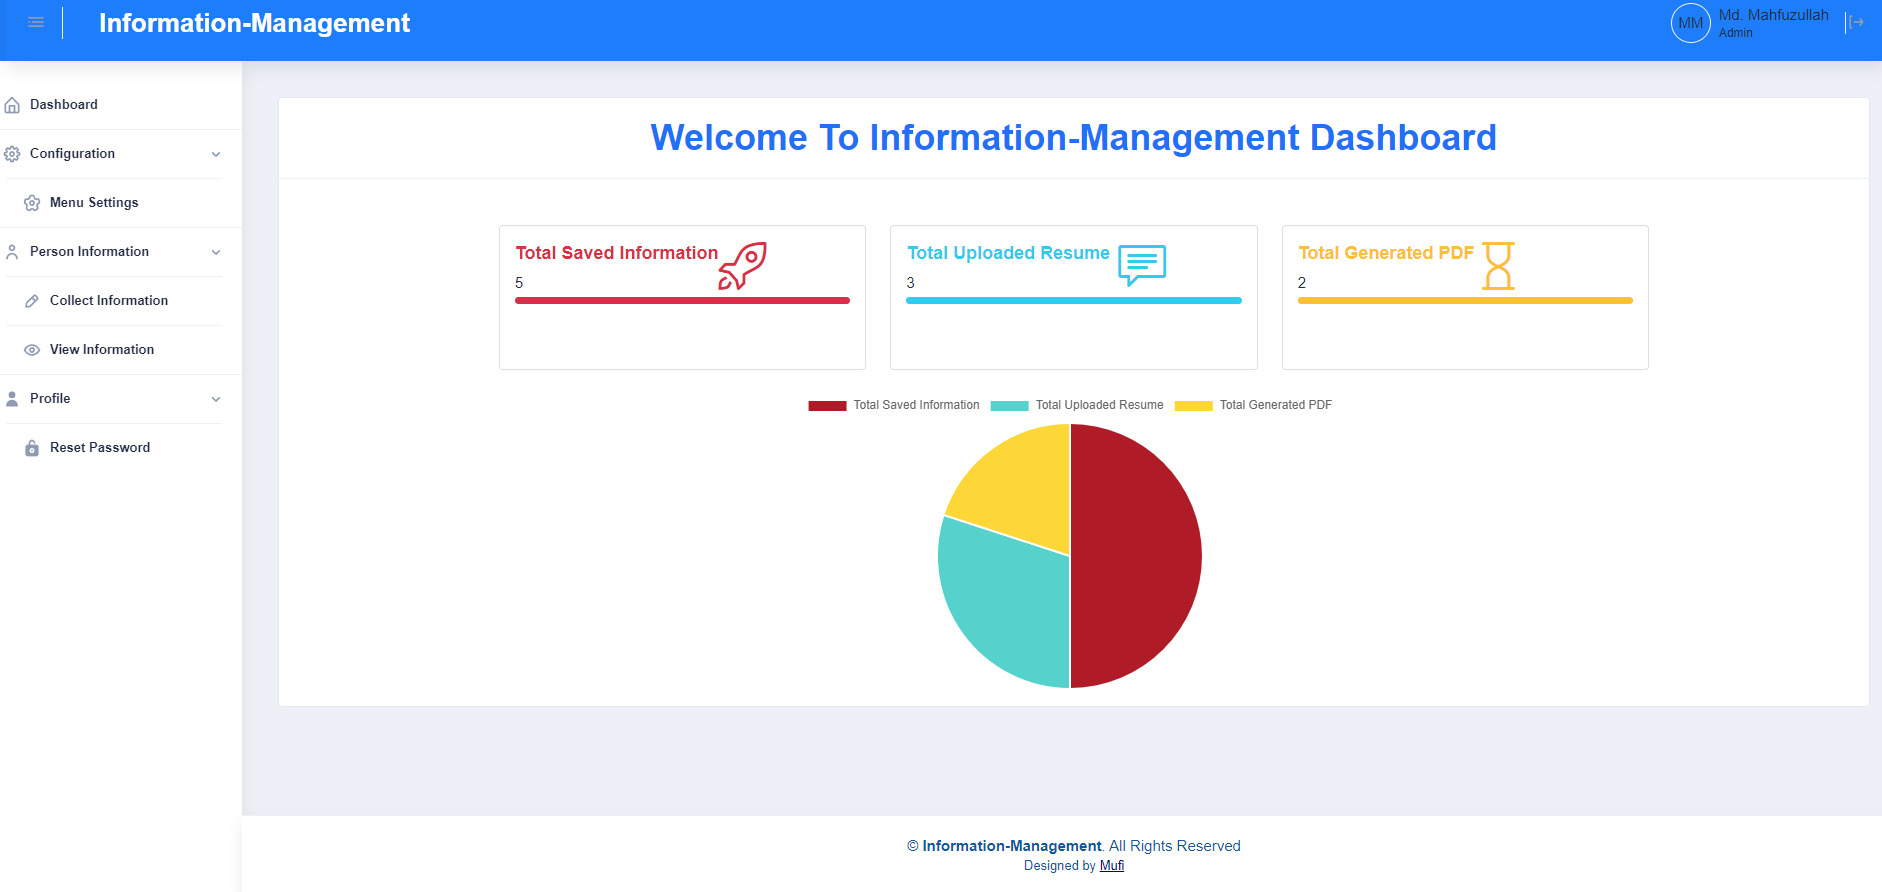 Information-Management
MM
Md. Mahfuzullah
Admin
Dashboard
Configuration
Menu Settings
Person Information
Collect Information
View Information
Profile
Reset Password
Welcome To Information-Management Dashboard
Total Saved Information
5
Total Uploaded Resume
3
Total Generated PDF
2
Total Saved Information Total Uploaded Resume Total Generated PDF
© Information-Management. All Rights Reserved
Designed by Mufi